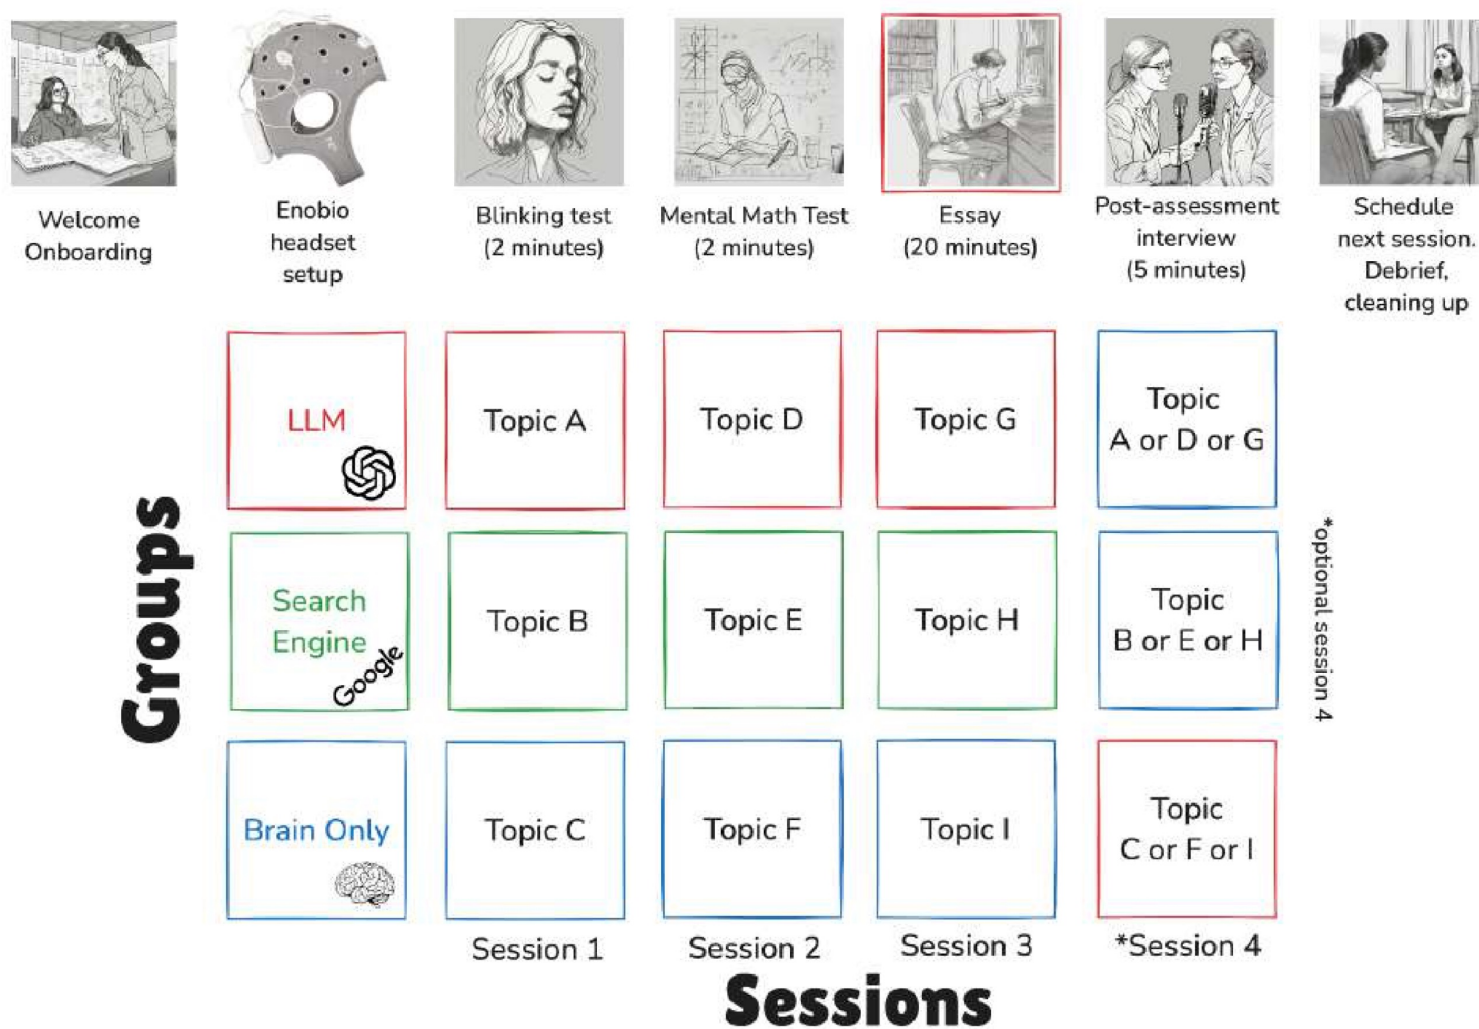 Welcome
Onboarding
Enobio
headset
setup
Blinking test
(2 minutes)
Mental Math Test
(2 minutes)
Essay
(20 minutes)
Post-assessment
interview
(5 minutes)
Schedule
next session.
Debrief,
cleaning up
Groups
LLM
Topic A
Topic D
Topic G
Topic
A or D or G
Search
Engine
Google
Topic B
Topic E
Topic H
Topic
B or E or H
*optional session 4
Brain Only
Topic C
Topic F
Topic I
Topic
C or F or I
Session 1
Session 2
Session 3
*Session 4
Sessions